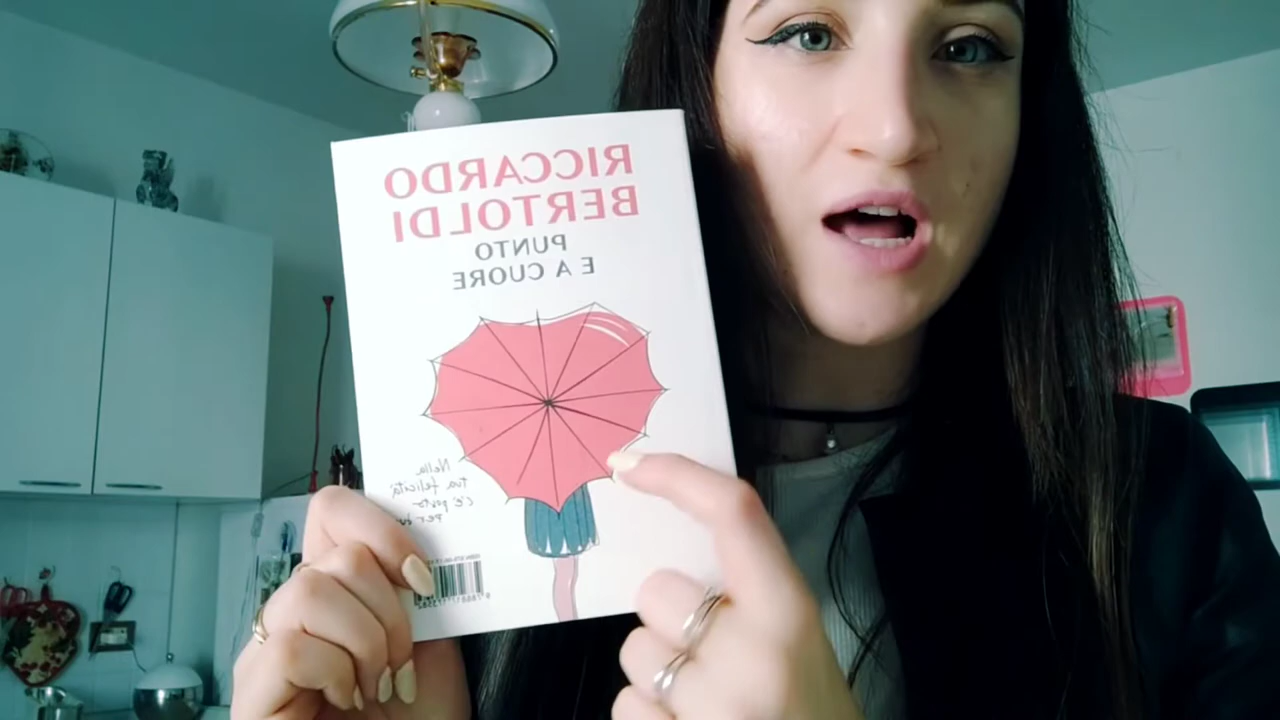 RICCARDO
BERTOLDI
PUNTO
E A CUORE
Nella
tua felicità
c'è posto
per